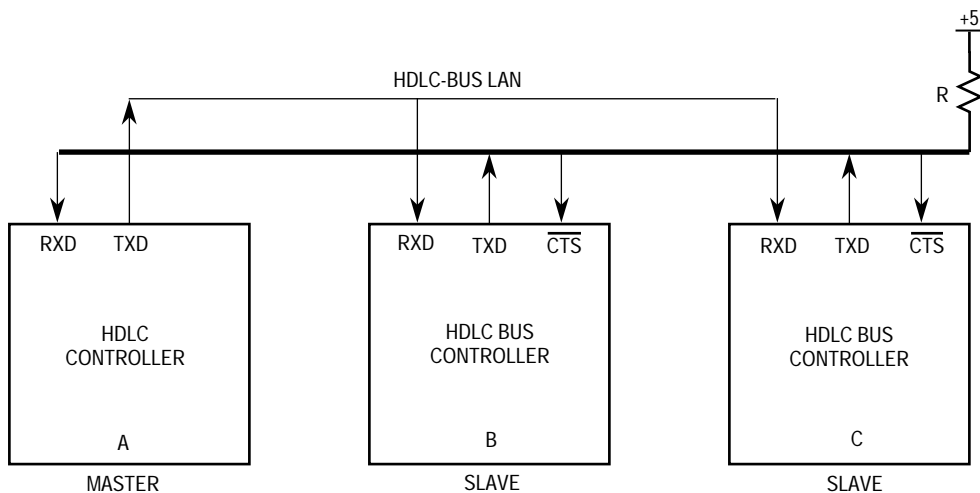 +5
HDLC-BUS LAN
R
RXD TXD
RXD TXD CTS
RXD TXD CTS
HDLC
CONTROLLER
HDLC BUS
CONTROLLER
HDLC BUS
CONTROLLER
A
B
C
MASTER
SLAVE
SLAVE